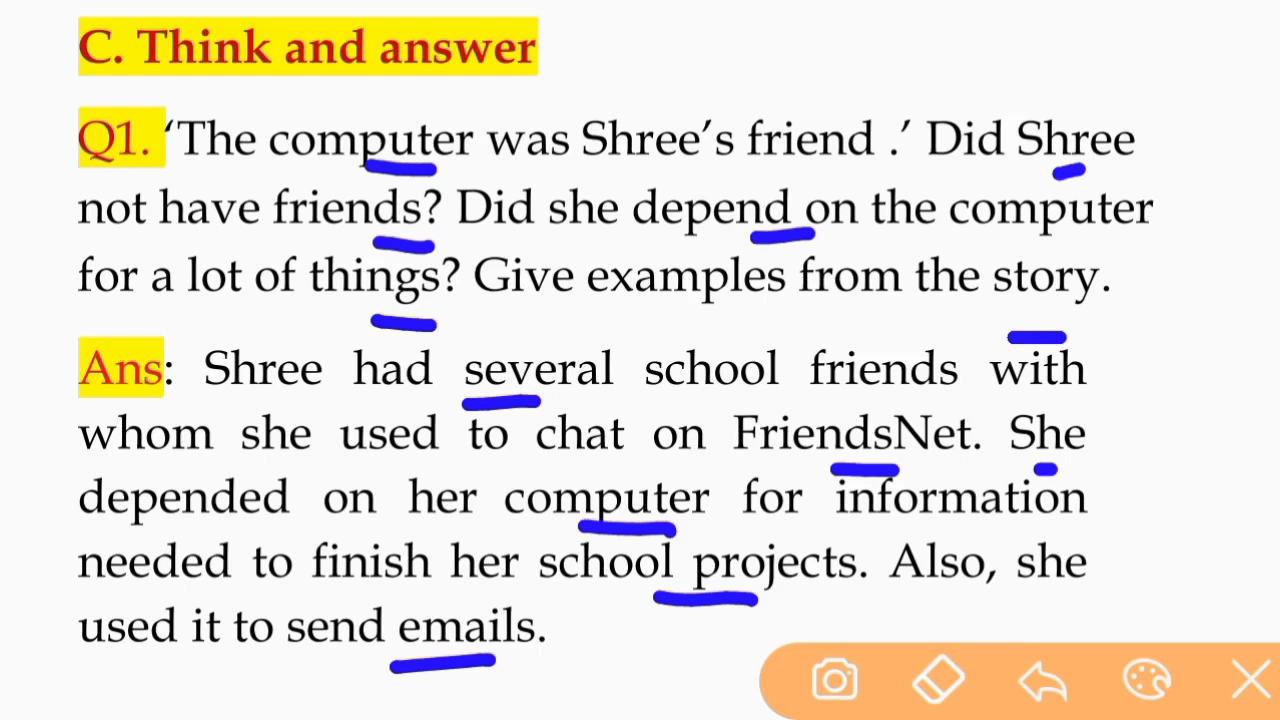 C. Think and answer
Q1. ‘The computer was Shree’s friend .’ Did Shree
not have friends? Did she depend on the computer
for a lot of things? Give examples from the story.
Ans: Shree had several school friends with
whom she used to chat on FriendsNet. She
depended on her computer for information
needed to finish her school projects. Also, she
used it to send emails.